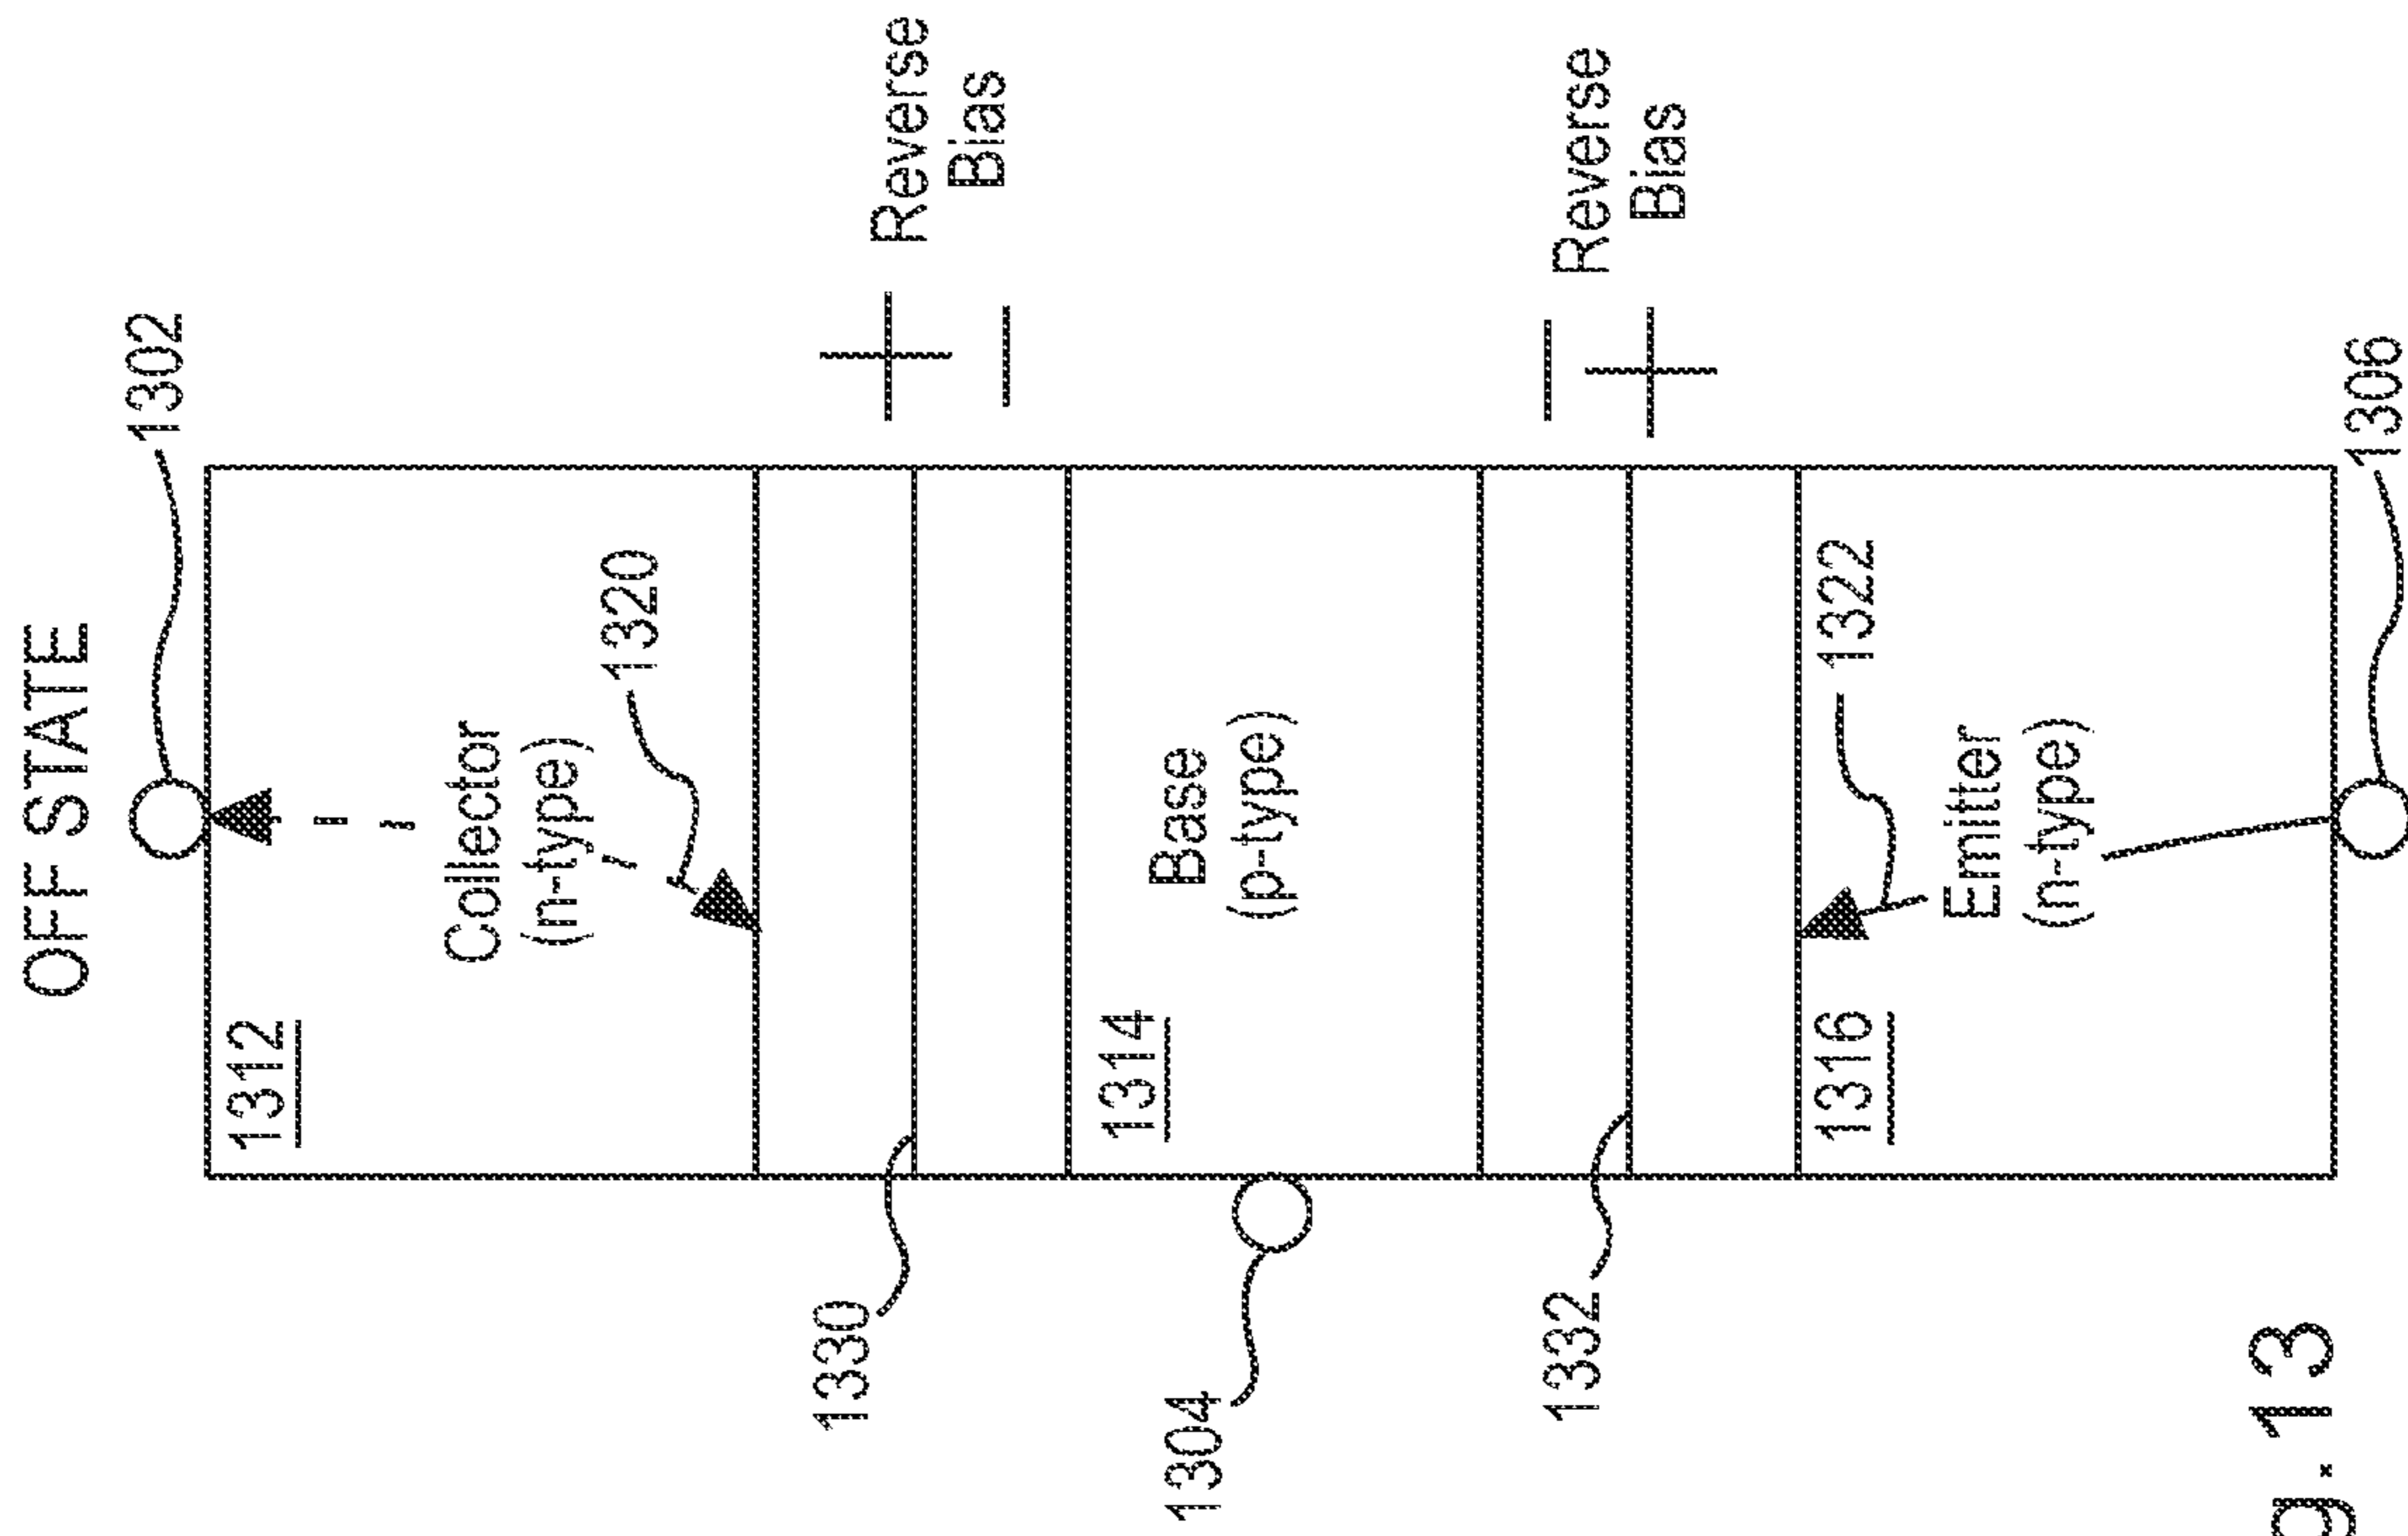 OFF STATE
1302
1312
Collector
(n-type)
1320
1330
+
Reverse
Bias
−
1314
Base
(p-type)
1304
1332
−
Reverse
Bias
+
1316
1322
Emitter
(n-type)
1306
g. 13